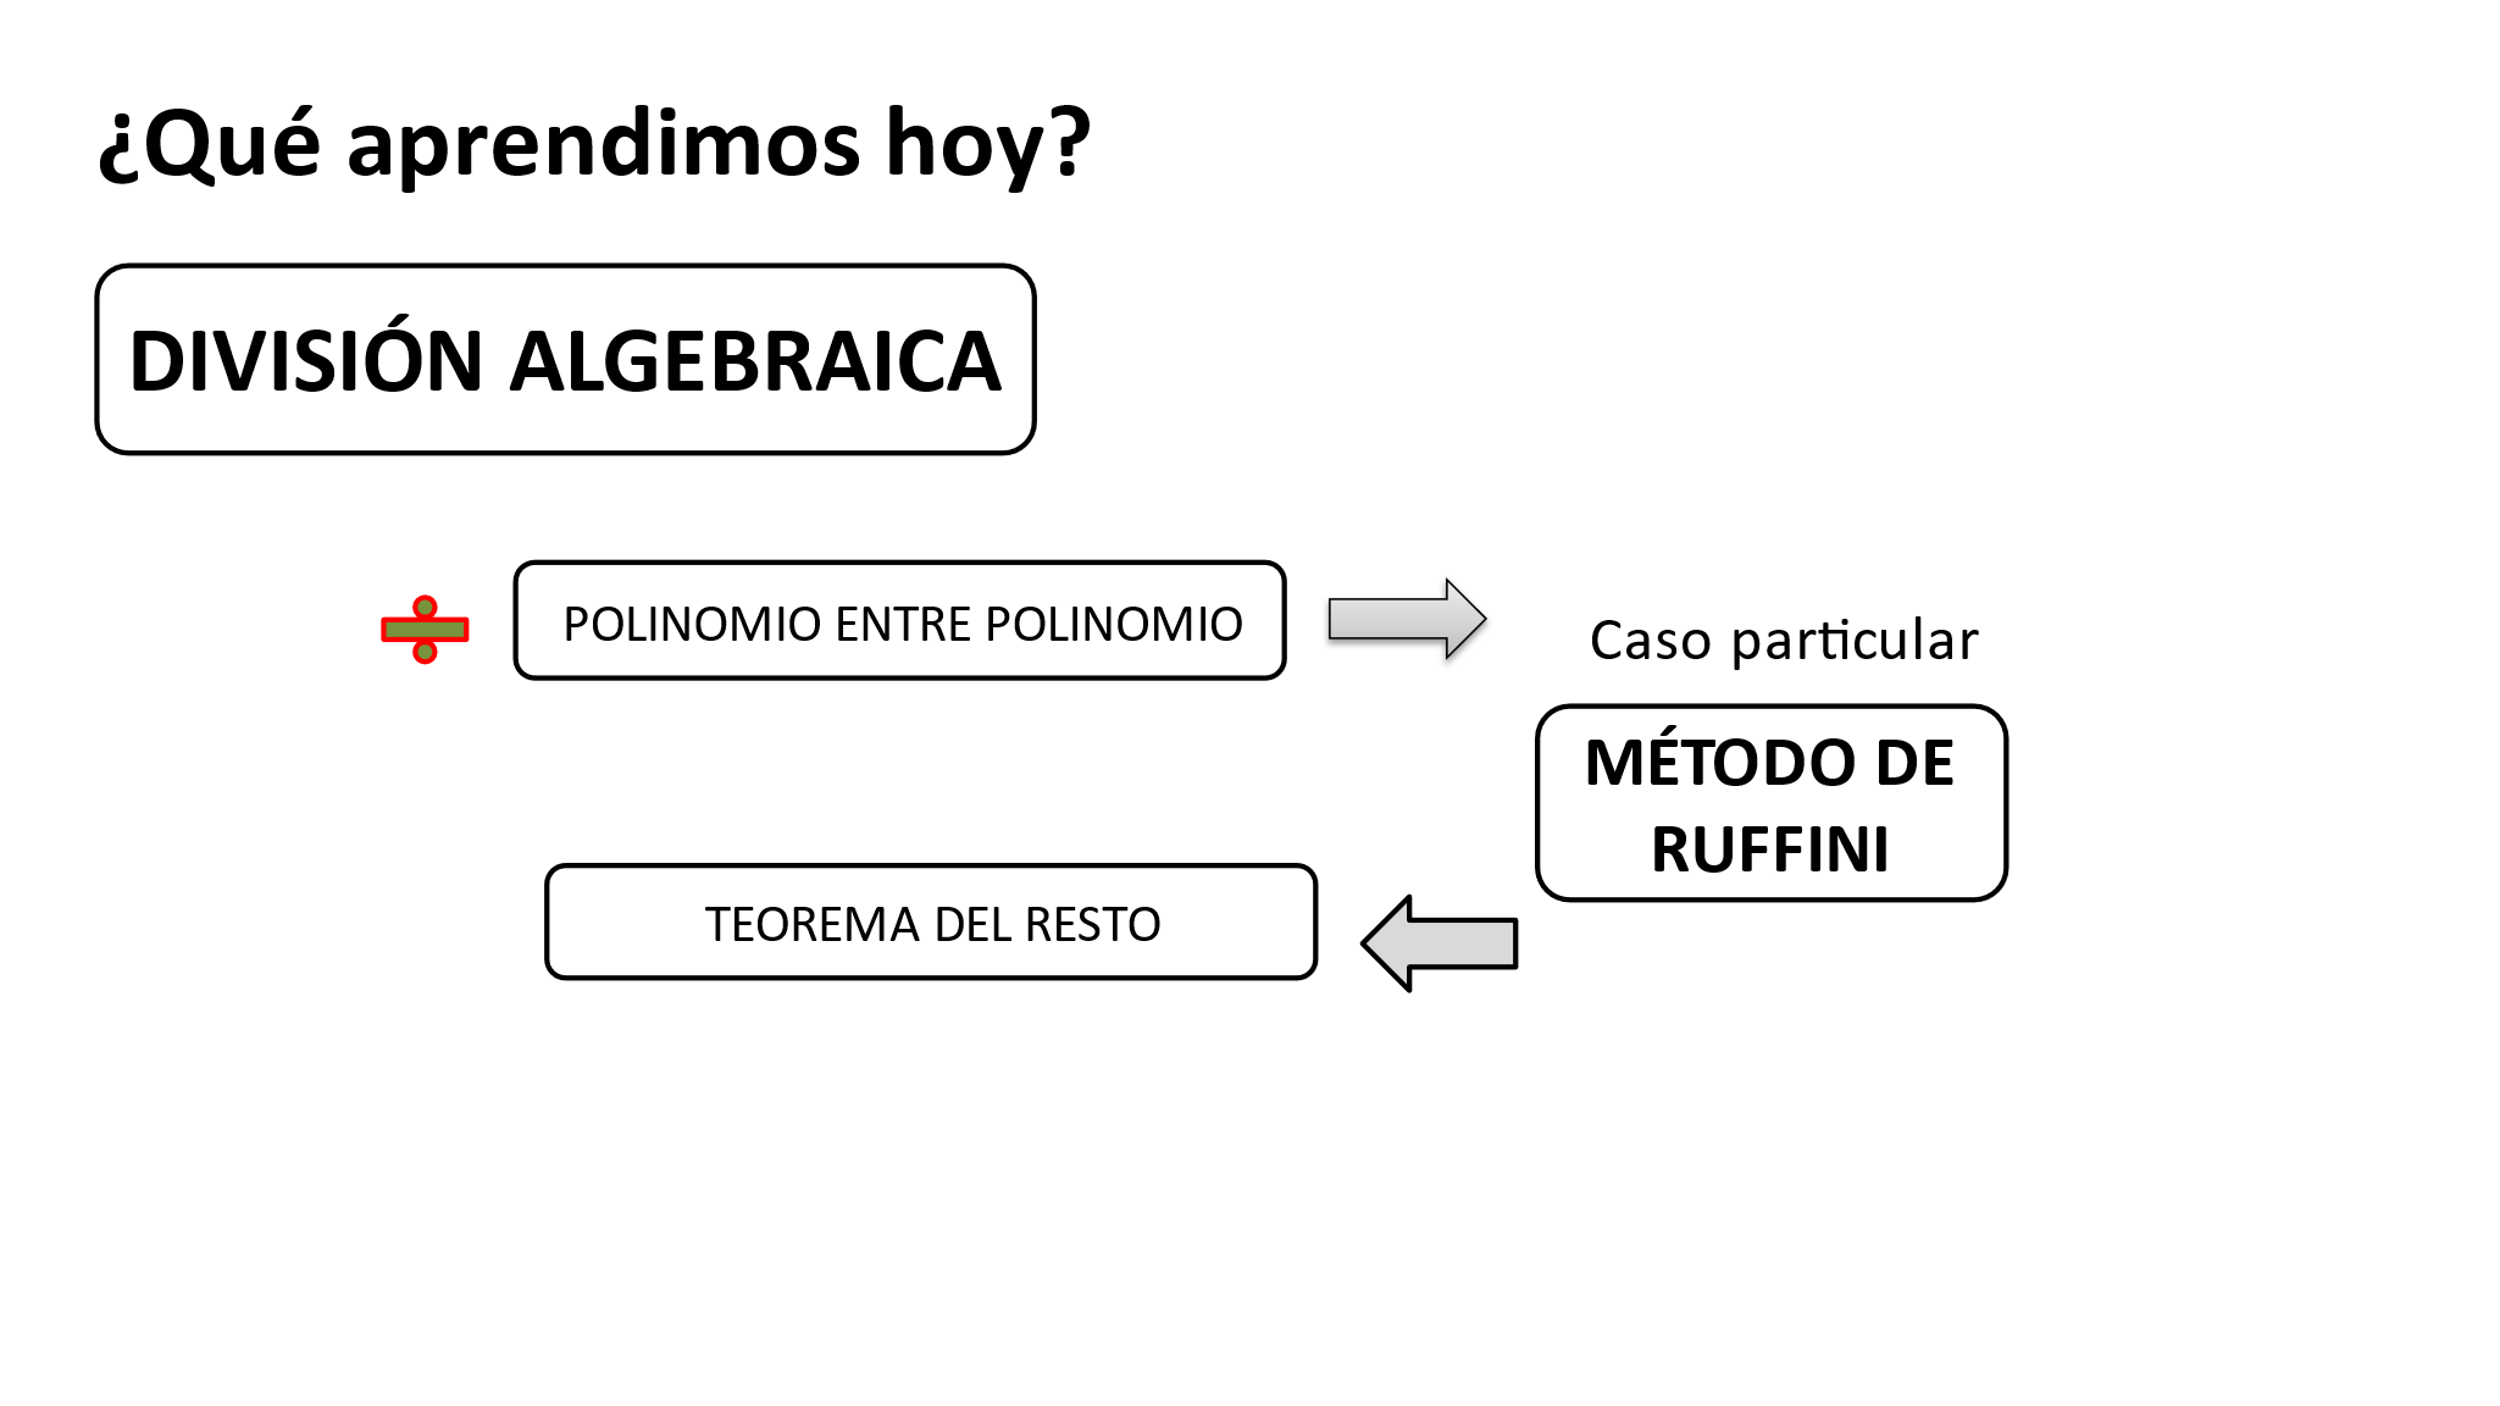 ¿Qué aprendimos hoy?
DIVISIÓN ALGEBRAICA
POLINOMIO ENTRE POLINOMIO
Caso particular
MÉTODO DE
RUFFINI
TEOREMA DEL RESTO